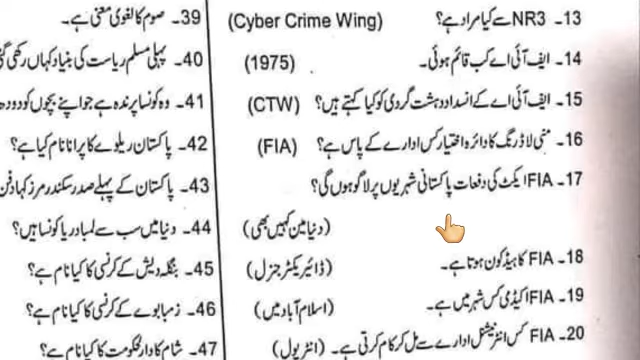 13۔ NR3 سے کیا مراد ہے؟ (Cyber Crime Wing)
14۔ ایف آئی اے کب قائم ہوئی۔ (1975)
15۔ ایف آئی اے کے انسداد دہشت گردی کو کیا کہتے ہیں؟ (CTW)
16۔ منی لاڈرنگ کا دائرہ اختیار کس ادارے کے پاس ہے؟ (FIA)
17۔ FIA ایکٹ کی دفعات پاکستانی شہریوں پر لاگو ہوں گی؟
(دنیا میں کہیں بھی)
18۔ FIA کا ہیڈ کون ہوتا ہے۔ (ڈائریکٹر جنرل)
19۔ FIA اکیڈمی کس شہر میں ہے۔ (اسلام آباد میں)
20۔ FIA کس انٹرنیشنل ادارے سے مل کر کام کرتی ہے۔ (انٹرپول)
39۔ صوم کا لغوی معنی ہے۔
40۔ پہلی مسلم ریاست کی بنیاد کہاں رکھی گئی
41۔ وہ کونسا پرندہ ہے جو اپنے بچوں کو دودھ
42۔ پاکستان ریلوے کا پرانا نام کیا ہے؟
43۔ پاکستان کے پہلے صدر سکندر مرزا کہاں دفن
44۔ دنیا میں سب سے لمبا دریا کونسا ہیں؟
45۔ بنگلہ دیش کے کرنسی کا کیا نام ہے؟
46۔ زمبابوے کے کرنسی کا کیا نام ہے؟
47۔ شام کا دارالحکومت کا کیا نام ہے؟